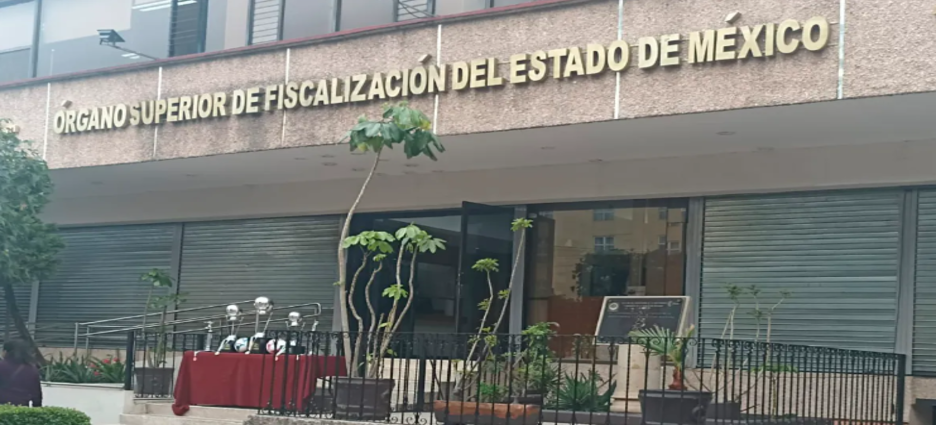 ÓRGANO SUPERIOR DE FISCALIZACIÓN DEL ESTADO DE MÉXICO